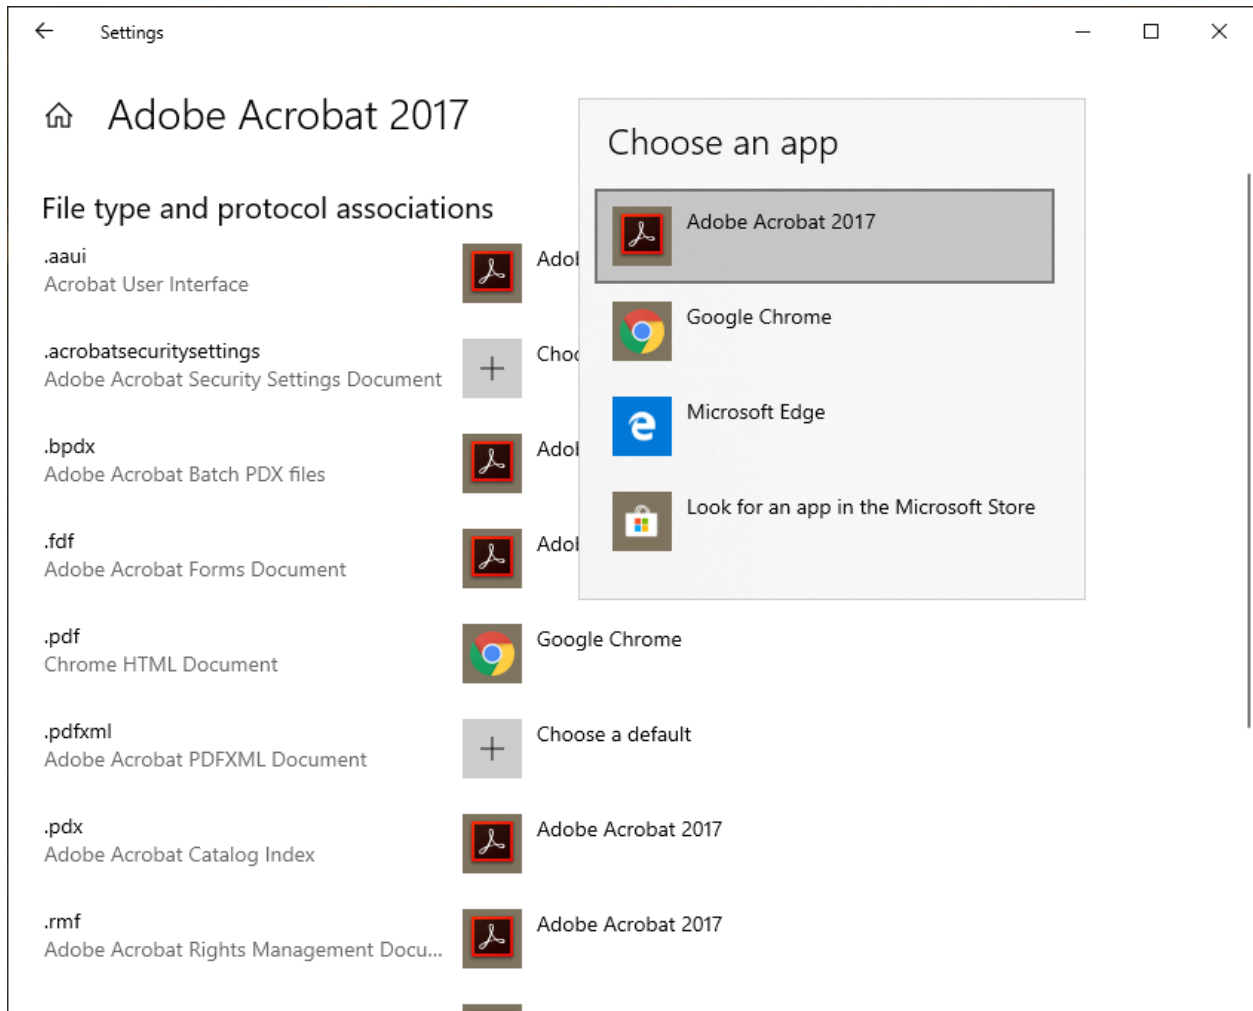 Settings
Adobe Acrobat 2017
Choose an app
Adobe Acrobat 2017
Google Chrome
Microsoft Edge
Look for an app in the Microsoft Store
File type and protocol associations
.aaui
Acrobat User Interface
.acrobatsecuritysettings
Adobe Acrobat Security Settings Document
.bpdx
Adobe Acrobat Batch PDX files
.fdf
Adobe Acrobat Forms Document
.pdf
Chrome HTML Document
Google Chrome
.pdfxml
Adobe Acrobat PDFXML Document
Choose a default
.pdx
Adobe Acrobat Catalog Index
Adobe Acrobat 2017
.rmf
Adobe Acrobat Rights Management Docu...
Adobe Acrobat 2017